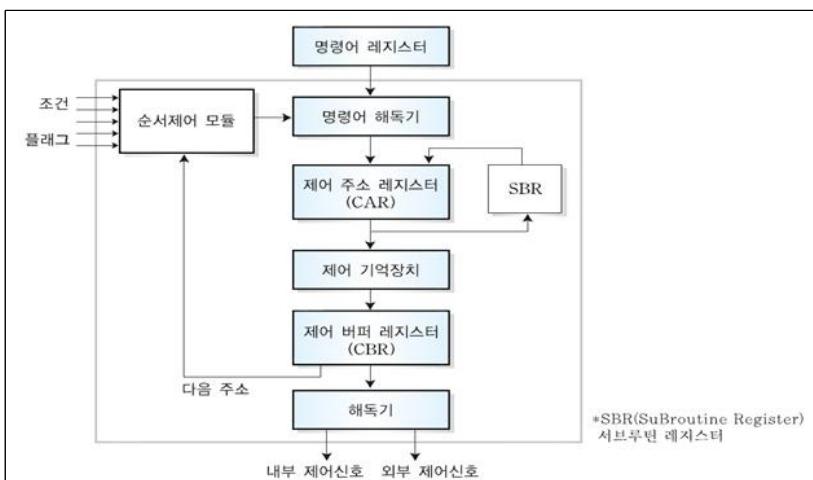 명령어 레지스터
조건
플래그
순서제어 모듈
명령어 해독기
제어 주소 레지스터
(CAR)
SBR
제어 기억장치
제어 버퍼 레지스터
(CBR)
다음 주소
해독기
*SBR(SuBroutine Register)
서브루틴 레지스터
내부 제어신호
외부 제어신호